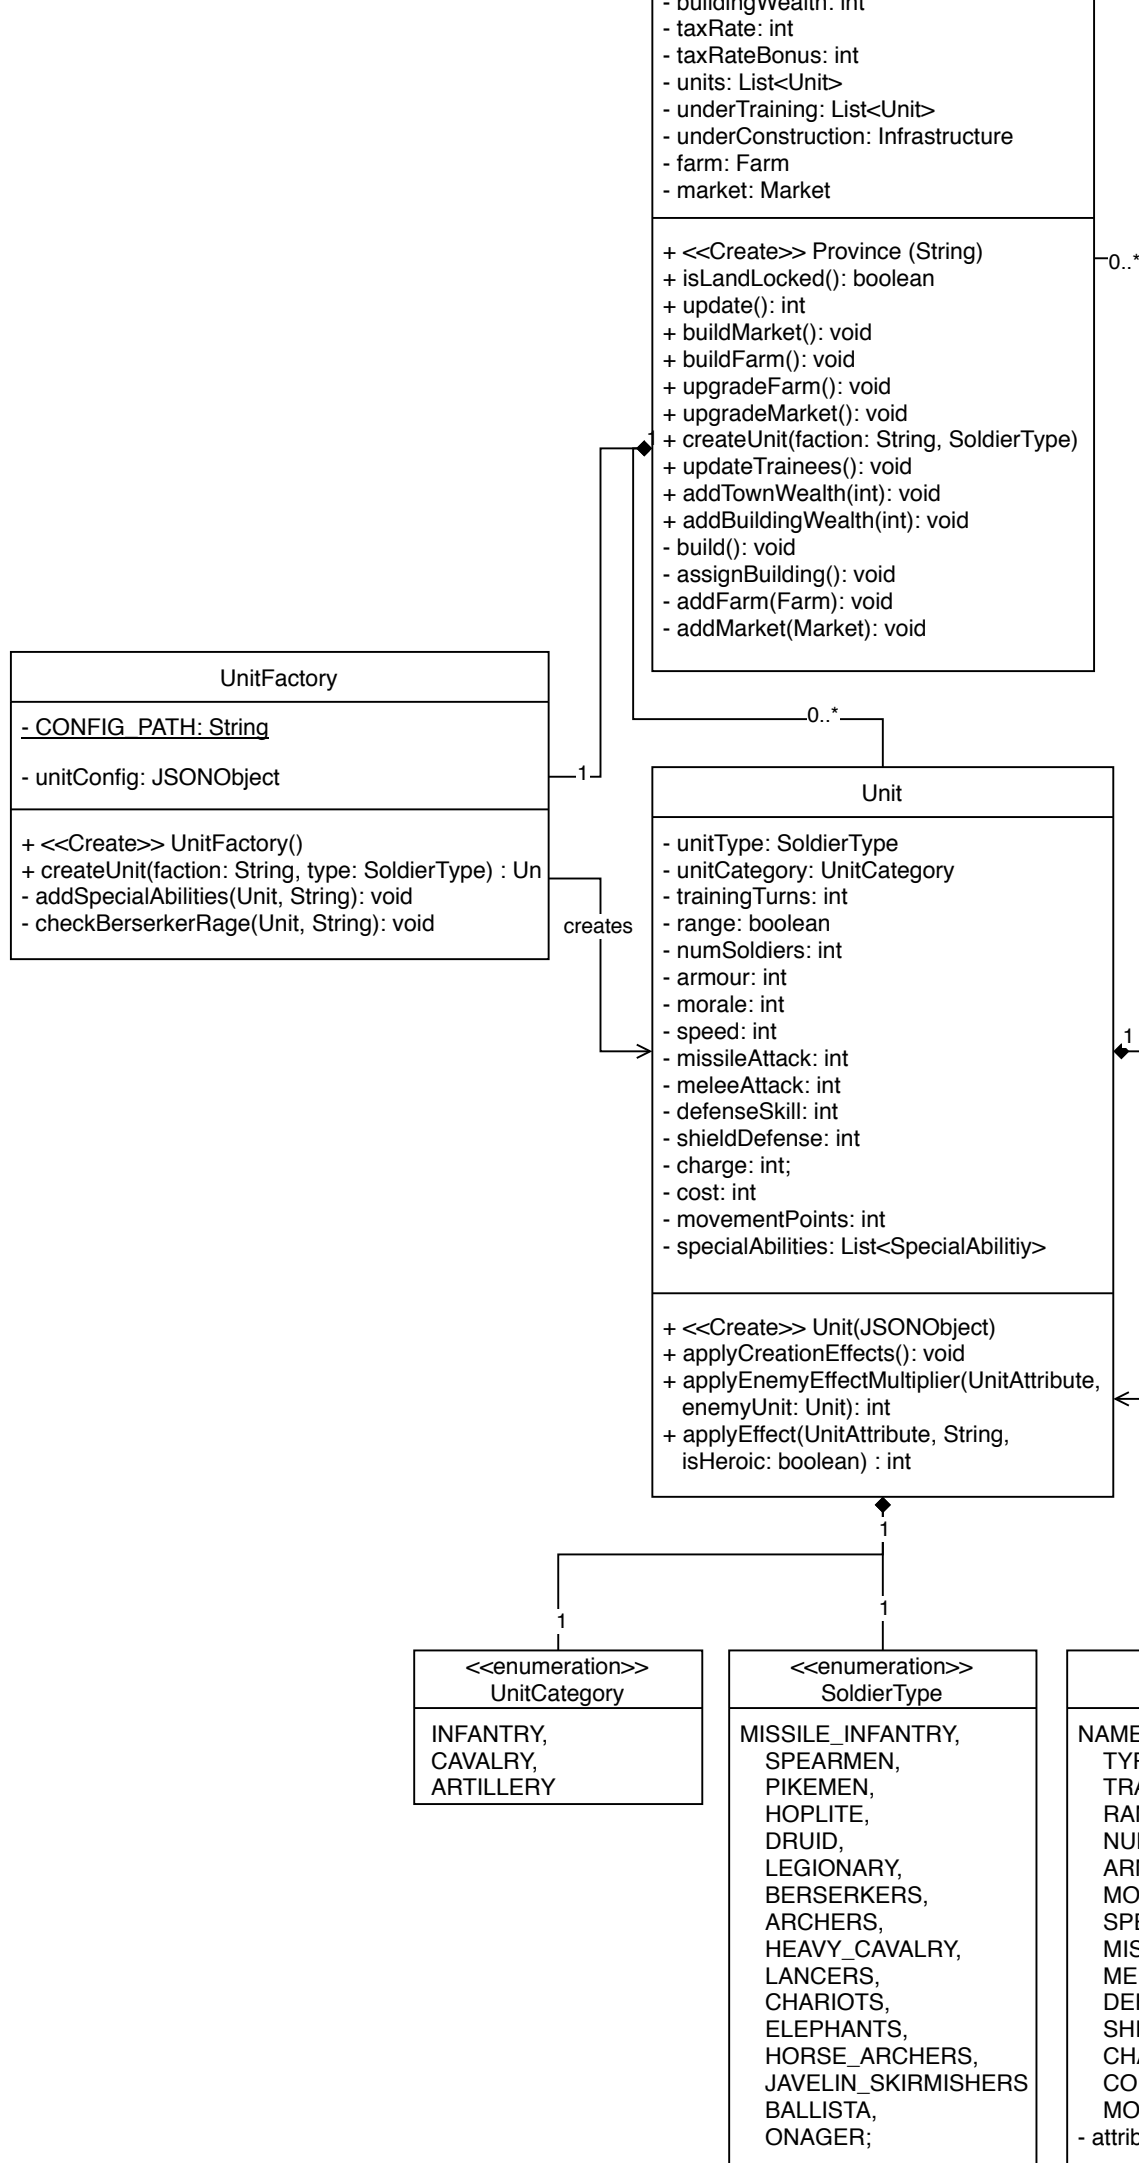 - buildingWealth: int
- taxRate: int
- taxRateBonus: int
- units: List<Unit>
- underTraining: List<Unit>
- underConstruction: Infrastructure
- farm: Farm
- market: Market
+ <<Create>> Province (String)
+ isLandLocked(): boolean
+ update(): int
+ buildMarket(): void
+ buildFarm(): void
+ upgradeFarm(): void
+ upgradeMarket(): void
+ createUnit(faction: String, SoldierType)
+ updateTrainees(): void
+ addTownWealth(int): void
+ addBuildingWealth(int): void
- build(): void
- assignBuilding(): void
- addFarm(Farm): void
- addMarket(Market): void
0..*
1
UnitFactory
- CONFIG_PATH: String
- unitConfig: JSONObject
+ <<Create>> UnitFactory()
+ createUnit(faction: String, type: SoldierType) : Un
- addSpecialAbilities(Unit, String): void
- checkBerserkerRage(Unit, String): void
1
creates
0..*
Unit
- unitType: SoldierType
- unitCategory: UnitCategory
- trainingTurns: int
- range: boolean
- numSoldiers: int
- armour: int
- morale: int
- speed: int
- missileAttack: int
- meleeAttack: int
- defenseSkill: int
- shieldDefense: int
- charge: int;
- cost: int
- movementPoints: int
- specialAbilities: List<SpecialAbilitiy>
+ <<Create>> Unit(JSONObject)
+ applyCreationEffects(): void
+ applyEnemyEffectMultiplier(UnitAttribute,
enemyUnit: Unit): int
+ applyEffect(UnitAttribute, String,
isHeroic: boolean) : int
1
1
1
1
<<enumeration>>
UnitCategory
INFANTRY,
CAVALRY,
ARTILLERY
<<enumeration>>
SoldierType
MISSILE_INFANTRY,
SPEARMEN,
PIKEMEN,
HOPLITE,
DRUID,
LEGIONARY,
BERSERKERS,
ARCHERS,
HEAVY_CAVALRY,
LANCERS,
CHARIOTS,
ELEPHANTS,
HORSE_ARCHERS,
JAVELIN_SKIRMISHERS
BALLISTA,
ONAGER;
NAME